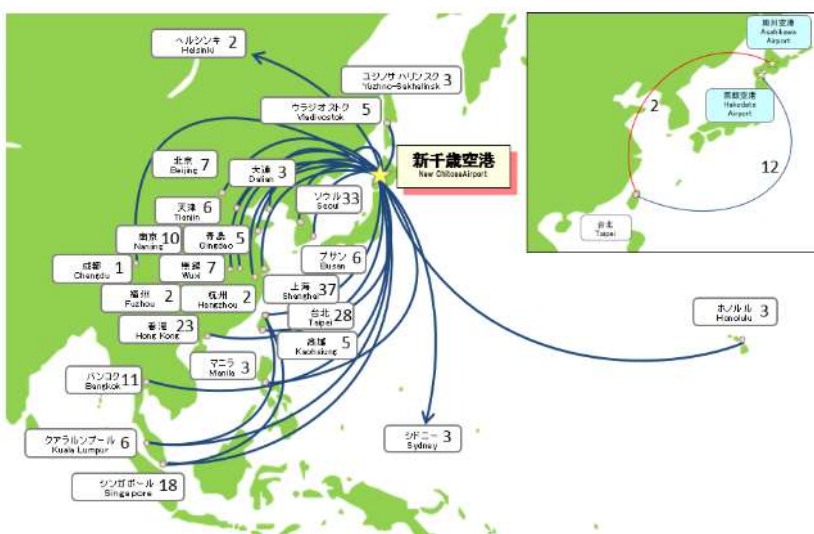 ヘルシンキ 2
Helsinki
ユジノサハリンスク 3
Yuzhno-Sakhalinsk
ウラジオストク 5
Vladivostok
北京 7
Beijing
大連 3
Dalian
新千歳空港
New ChitoseAirport
天津 6
Tianjin
ソウル 33
Seoul
南京 10
Nanjing
青島 5
Qingdao
成都 1
Chengdu
無錫 7
Wuxi
プサン 6
Busan
福州 2
Fuzhou
杭州 2
Hangzhou
上海 37
Shanghai
香港 23
Hong Kong
台北 28
Taipei
高雄 5
Kaohsiung
マニラ 3
Manila
バンコク 11
Bangkok
クアラルンプール 6
Kuala Lumpur
シンガポール 18
Singapore
シドニー 3
Sydney
ホノルル 3
Honolulu
旭川空港
Asahikawa
Airport
函館空港
Hakodate
Airport
2
12
台北
Taipei